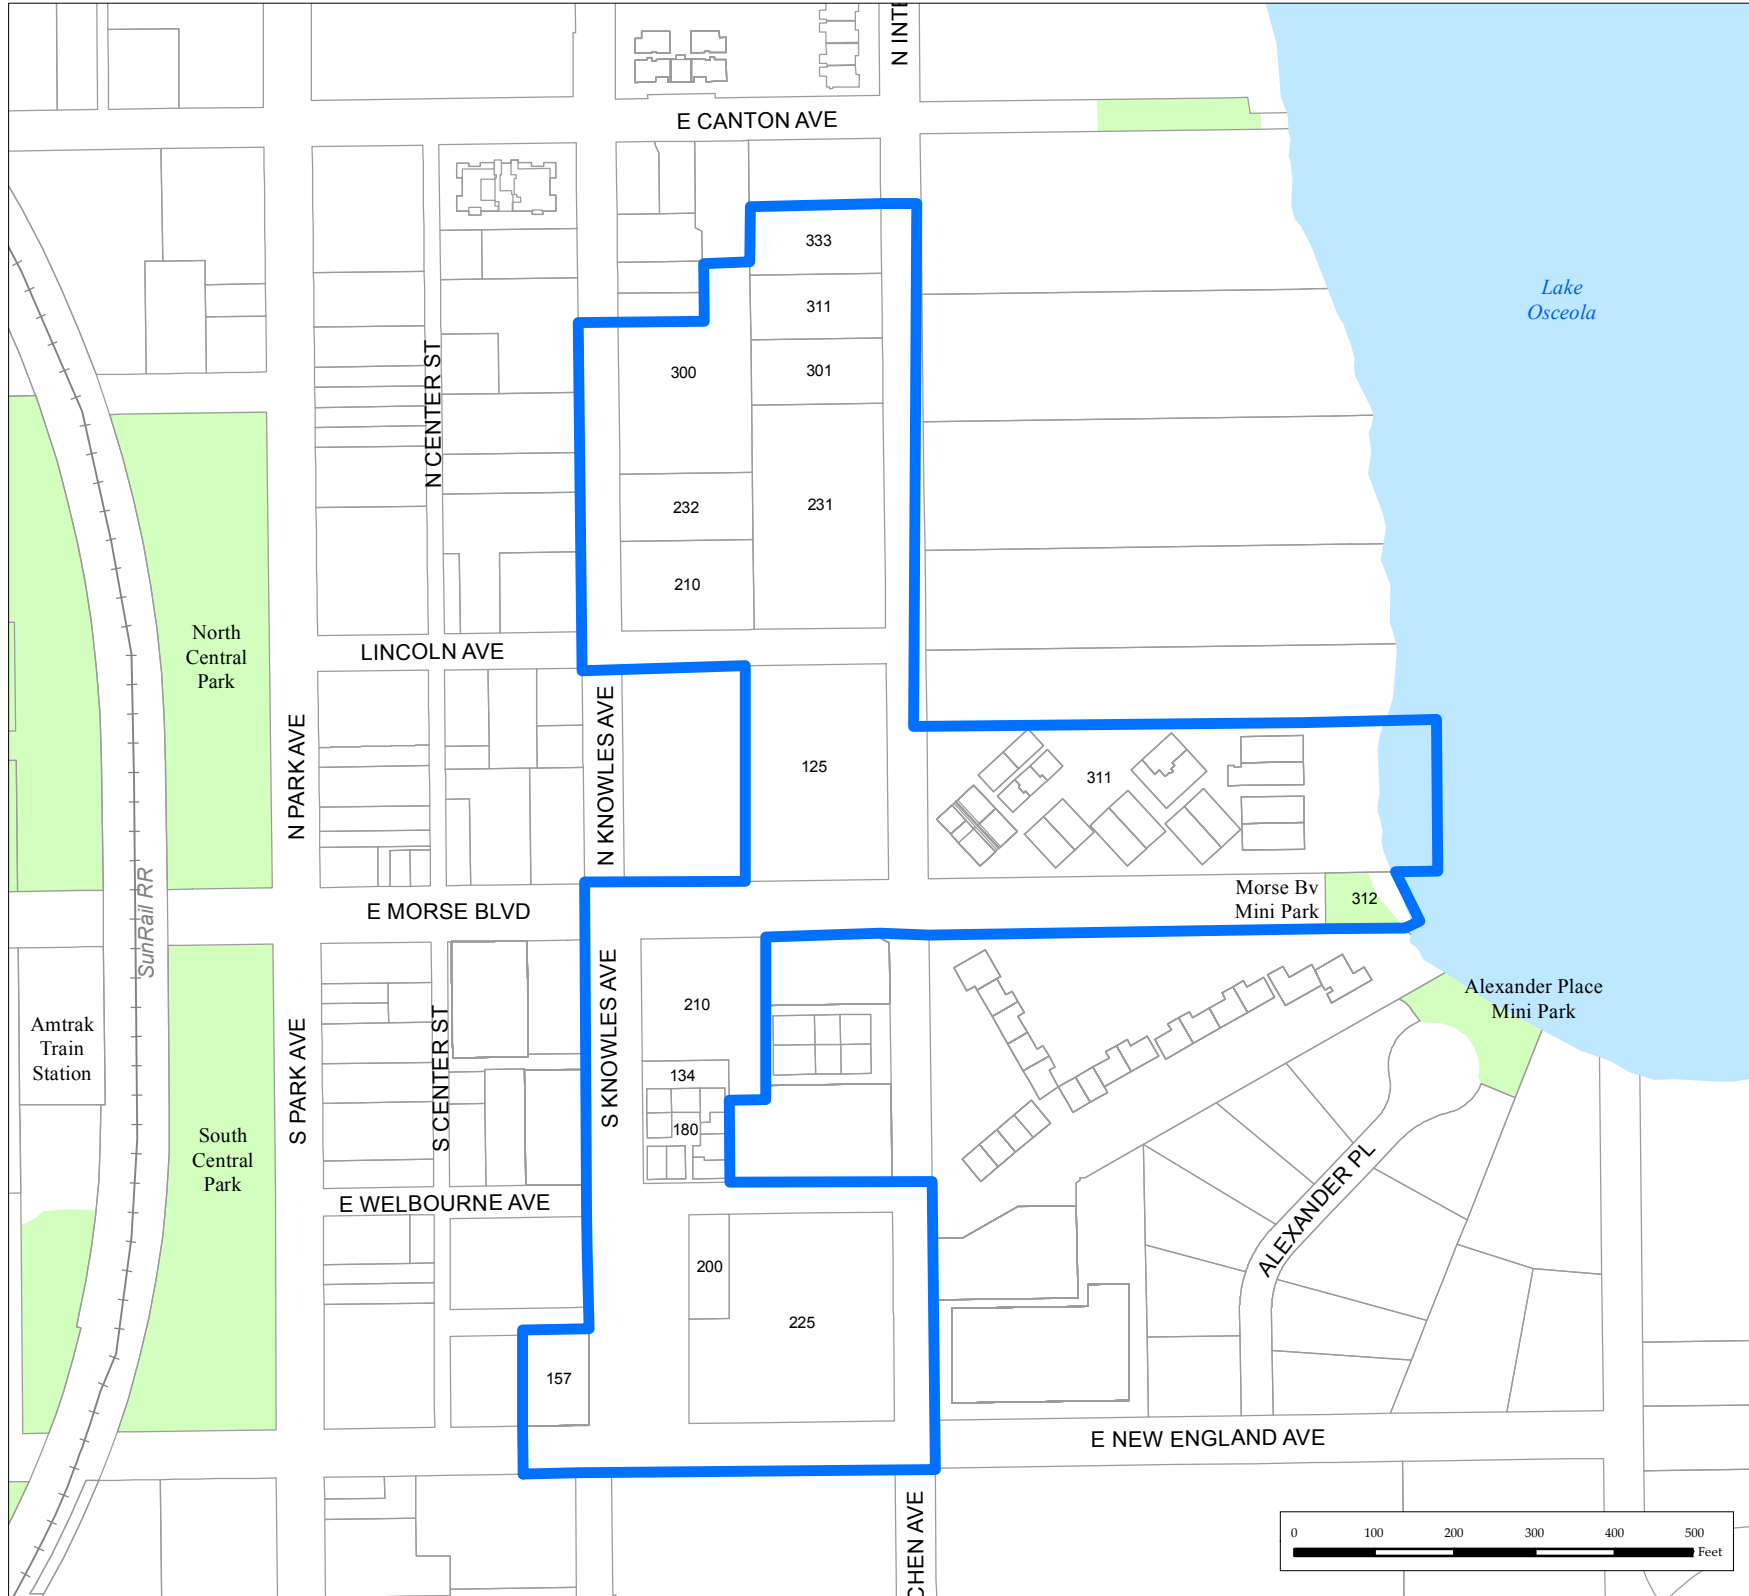 N INTE
E CANTON AVE
333
Lake
Osceola
311
300
301
N CENTER ST
232
231
210
North
Central
Park
LINCOLN AVE
N PARK AVE
N KNOWLES AVE
125
311
SunRail RR
E MORSE BLVD
Morse Bv
Mini Park
312
S KNOWLES AVE
210
Alexander Place
Mini Park
Amtrak
Train
Station
S PARK AVE
S CENTER ST
134
180
South
Central
Park
E WELBOURNE AVE
ALEXANDER PL
200
225
157
E NEW ENGLAND AVE
CHEN AVE
0 100 200 300 400 500
Feet